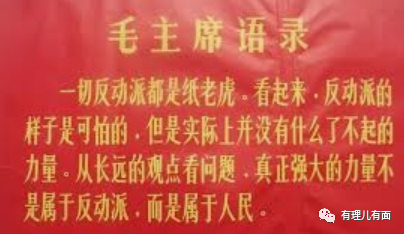 毛主席语录
一切反动派都是纸老虎。看起来，反动派的
样子是可怕的，但是实际上并没有什么了不起的
力量。从长远的观点看问题，真正强大的力量不
是属于反动派，而是属于人民。
有理儿有面